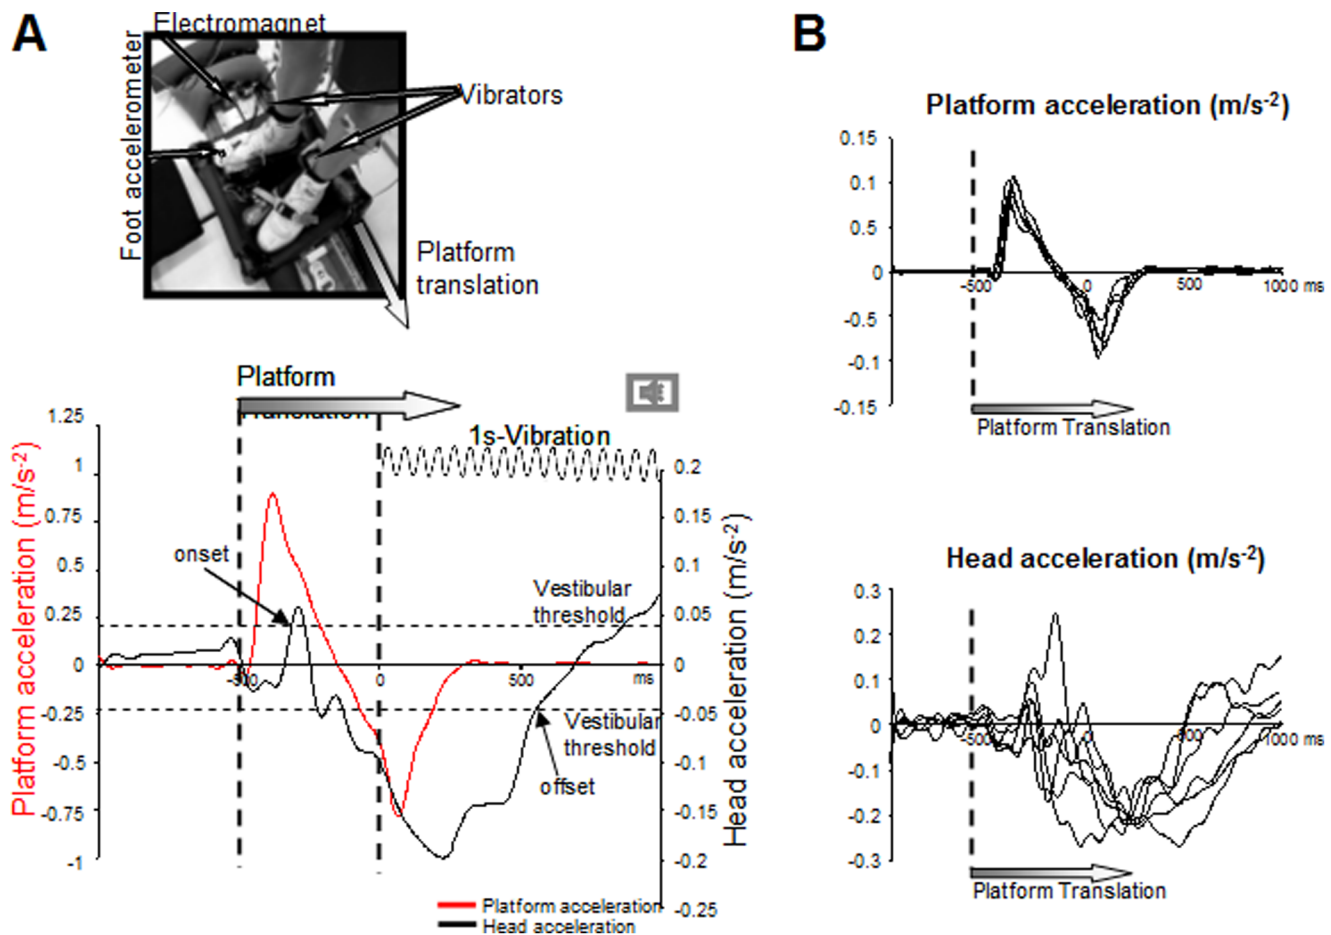 A
Electromagnet
Foot accelerometer
Vibrators
Platform
translation
Platform
Translation
1s-Vibration
Platform acceleration (m/s-2)
1.25
1
0.75
0.5
0.25
0
-0.25
-0.5
-0.75
-1
onset
Vestibular
threshold
-500
0
500
ms
Vestibular
threshold
offset
0.2
0.15
0.1
0.05
0
-0.05
-0.1
-0.15
-0.2
-0.25
Head acceleration (m/s-2)
Platform acceleration
Head acceleration
B
Platform acceleration (m/s-2)
0.15
0.1
0.5
0
-0.5
-0.1
-0.15
-500
0
500
1000 ms
Platform Translation
Head acceleration (m/s-2)
0.3
0.2
0.1
0
-0.1
-0.2
-0.3
-500
0
500
1000 ms
Platform Translation